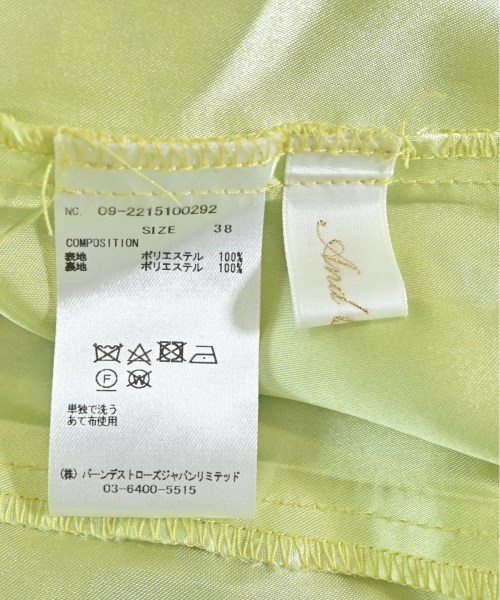 NC. 09-2215100292
SIZE 38
COMPOSITION
表地 ポリエステル 100%
裏地 ポリエステル 100%
単独で洗う
あて布使用
(株) バーンデストローズジャパンリミテッド
03-6400-5515